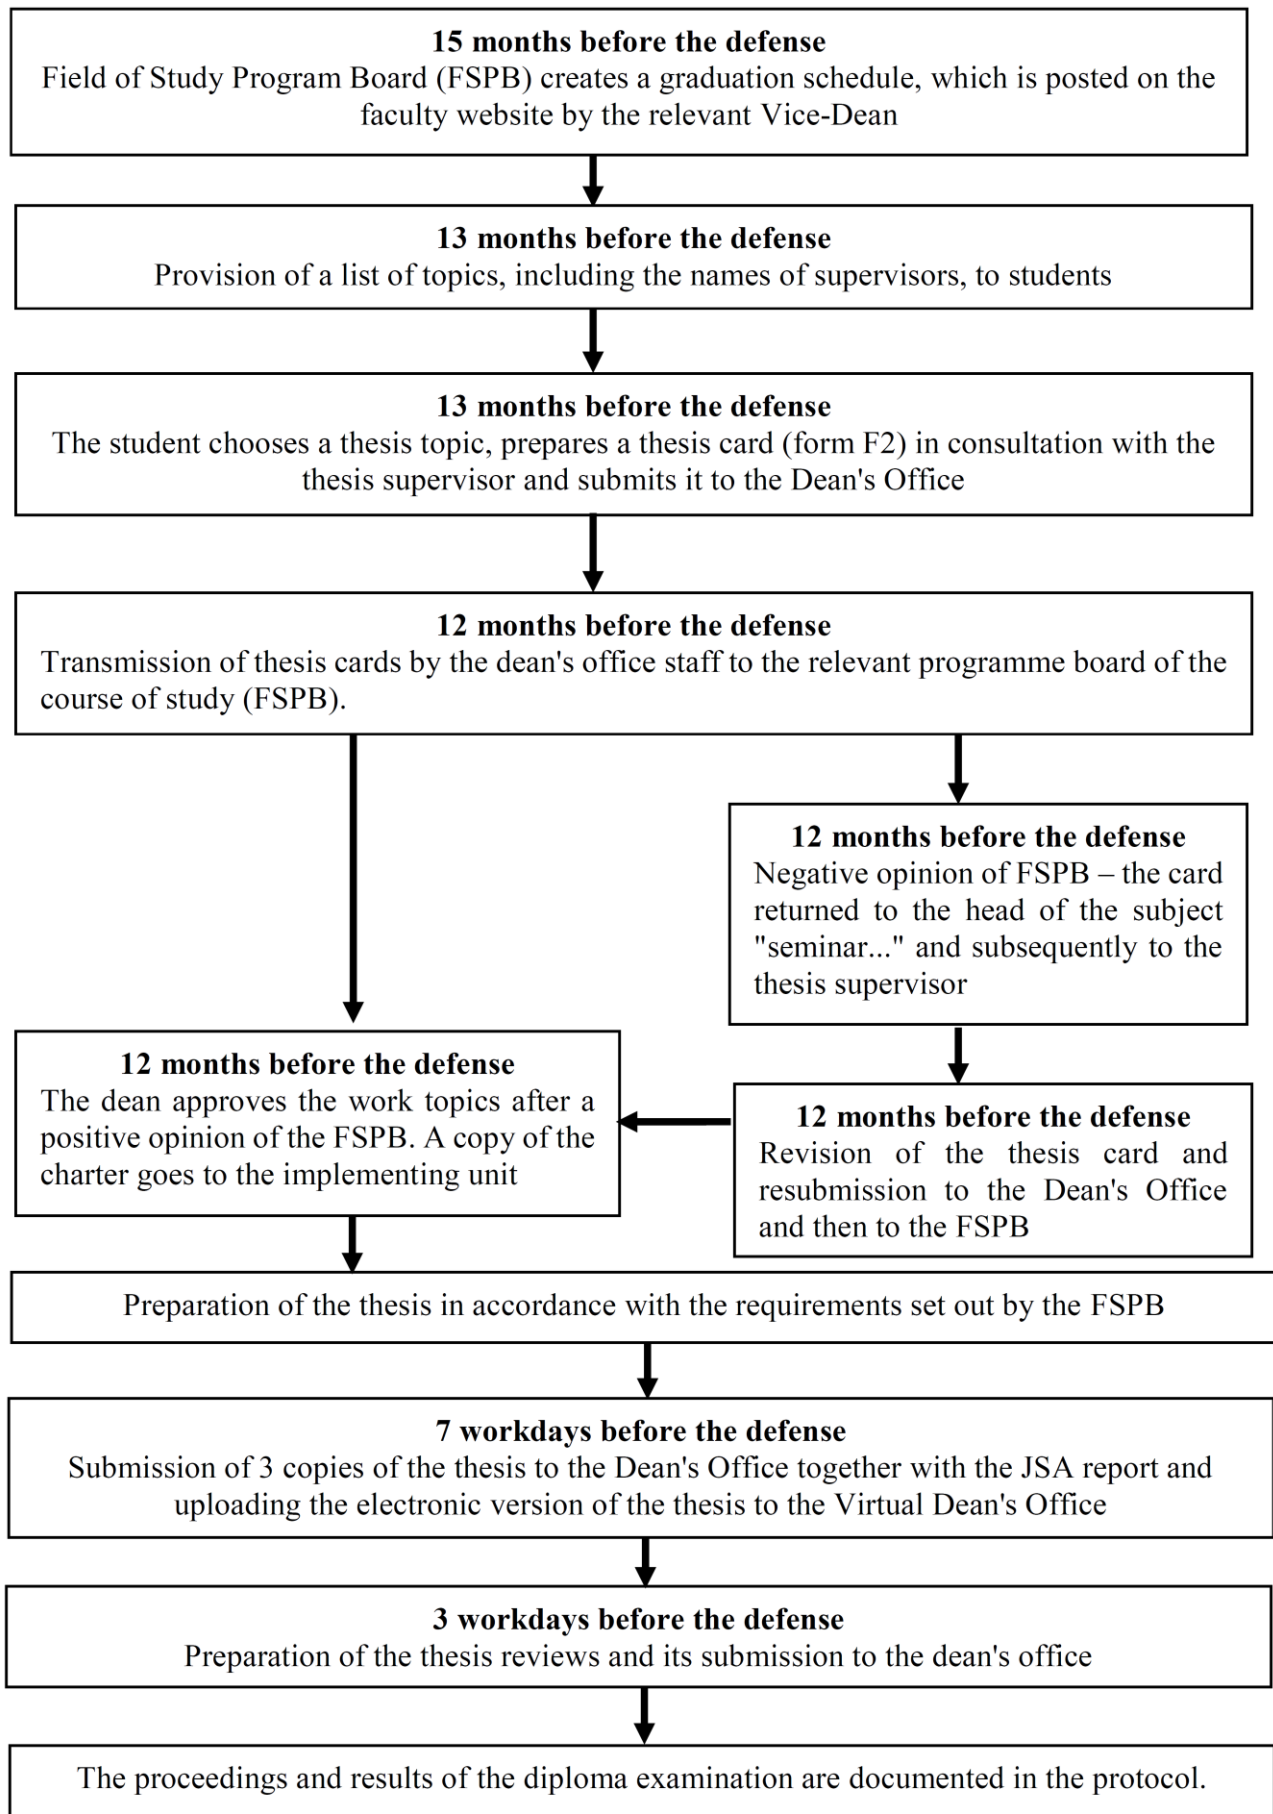 15 months before the defense
Field of Study Program Board (FSPB) creates a graduation schedule, which is posted on the
faculty website by the relevant Vice-Dean
13 months before the defense
Provision of a list of topics, including the names of supervisors, to students
13 months before the defense
The student chooses a thesis topic, prepares a thesis card (form F2) in consultation with the
thesis supervisor and submits it to the Dean's Office
12 months before the defense
Transmission of thesis cards by the dean's office staff to the relevant programme board of the
course of study (FSPB).
12 months before the defense
Negative opinion of FSPB – the card
returned to the head of the subject
"seminar..." and subsequently to the
thesis supervisor
12 months before the defense
The dean approves the work topics after a
positive opinion of the FSPB. A copy of the
charter goes to the implementing unit
12 months before the defense
Revision of the thesis card and
resubmission to the Dean's Office
and then to the FSPB
Preparation of the thesis in accordance with the requirements set out by the FSPB
7 workdays before the defense
Submission of 3 copies of the thesis to the Dean's Office together with the JSA report and
uploading the electronic version of the thesis to the Virtual Dean's Office
3 workdays before the defense
Preparation of the thesis reviews and its submission to the dean's office
The proceedings and results of the diploma examination are documented in the protocol.